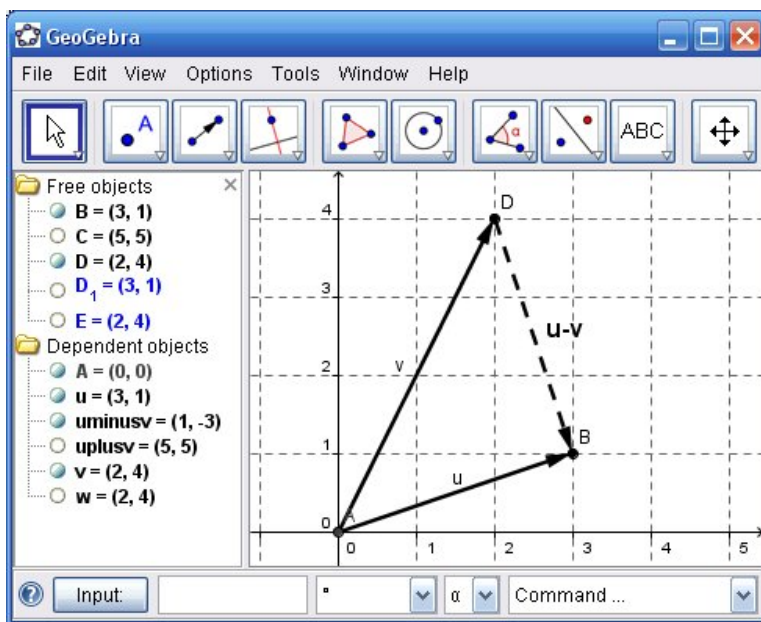 GeoGebra
File Edit View Options Tools Window Help
A
α
ABC
Free objects
B = (3, 1)
C = (5, 5)
D = (2, 4)
D1 = (3, 1)
E = (2, 4)
Dependent objects
A = (0, 0)
u = (3, 1)
uminusv = (1, -3)
uplusv = (5, 5)
v = (2, 4)
w = (2, 4)
D
4
3
u-v
v
2
B
1
u
A
0
0 1 2 3 4 5
Input:
α
Command ...